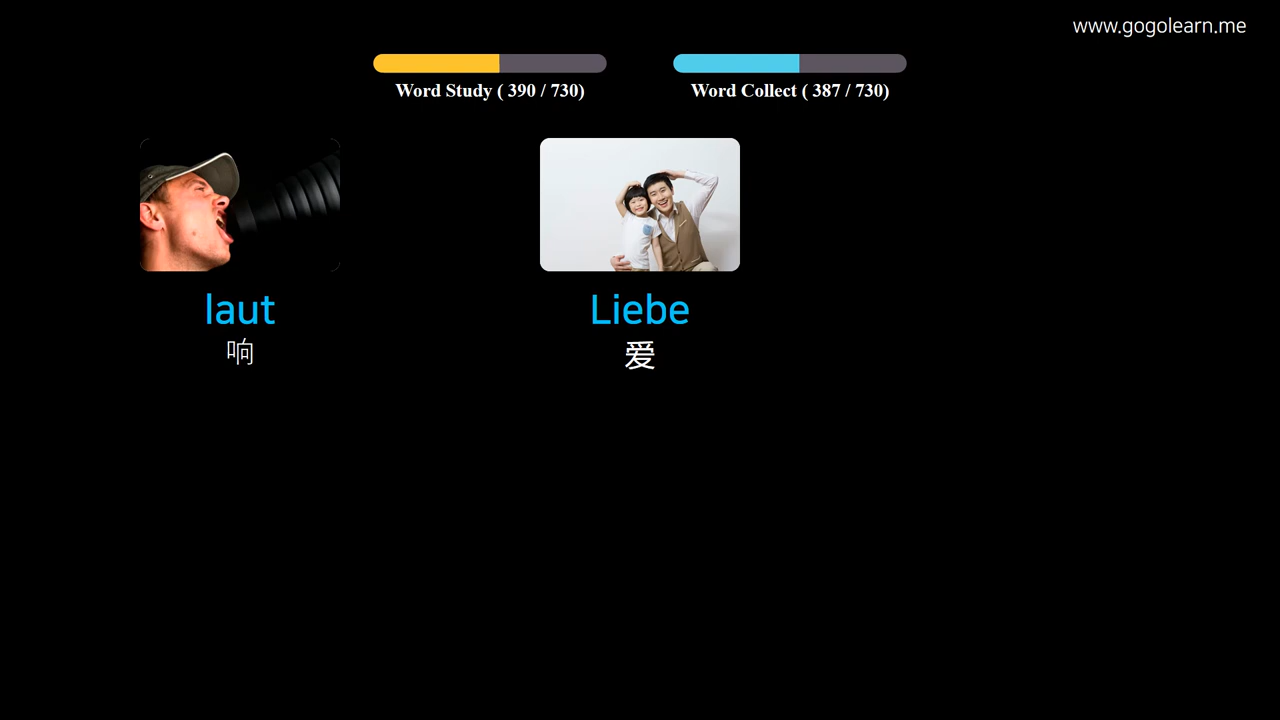 www.gogolearn.me
Word Study ( 390 / 730)
Word Collect ( 387 / 730)
laut
响
Liebe
爱